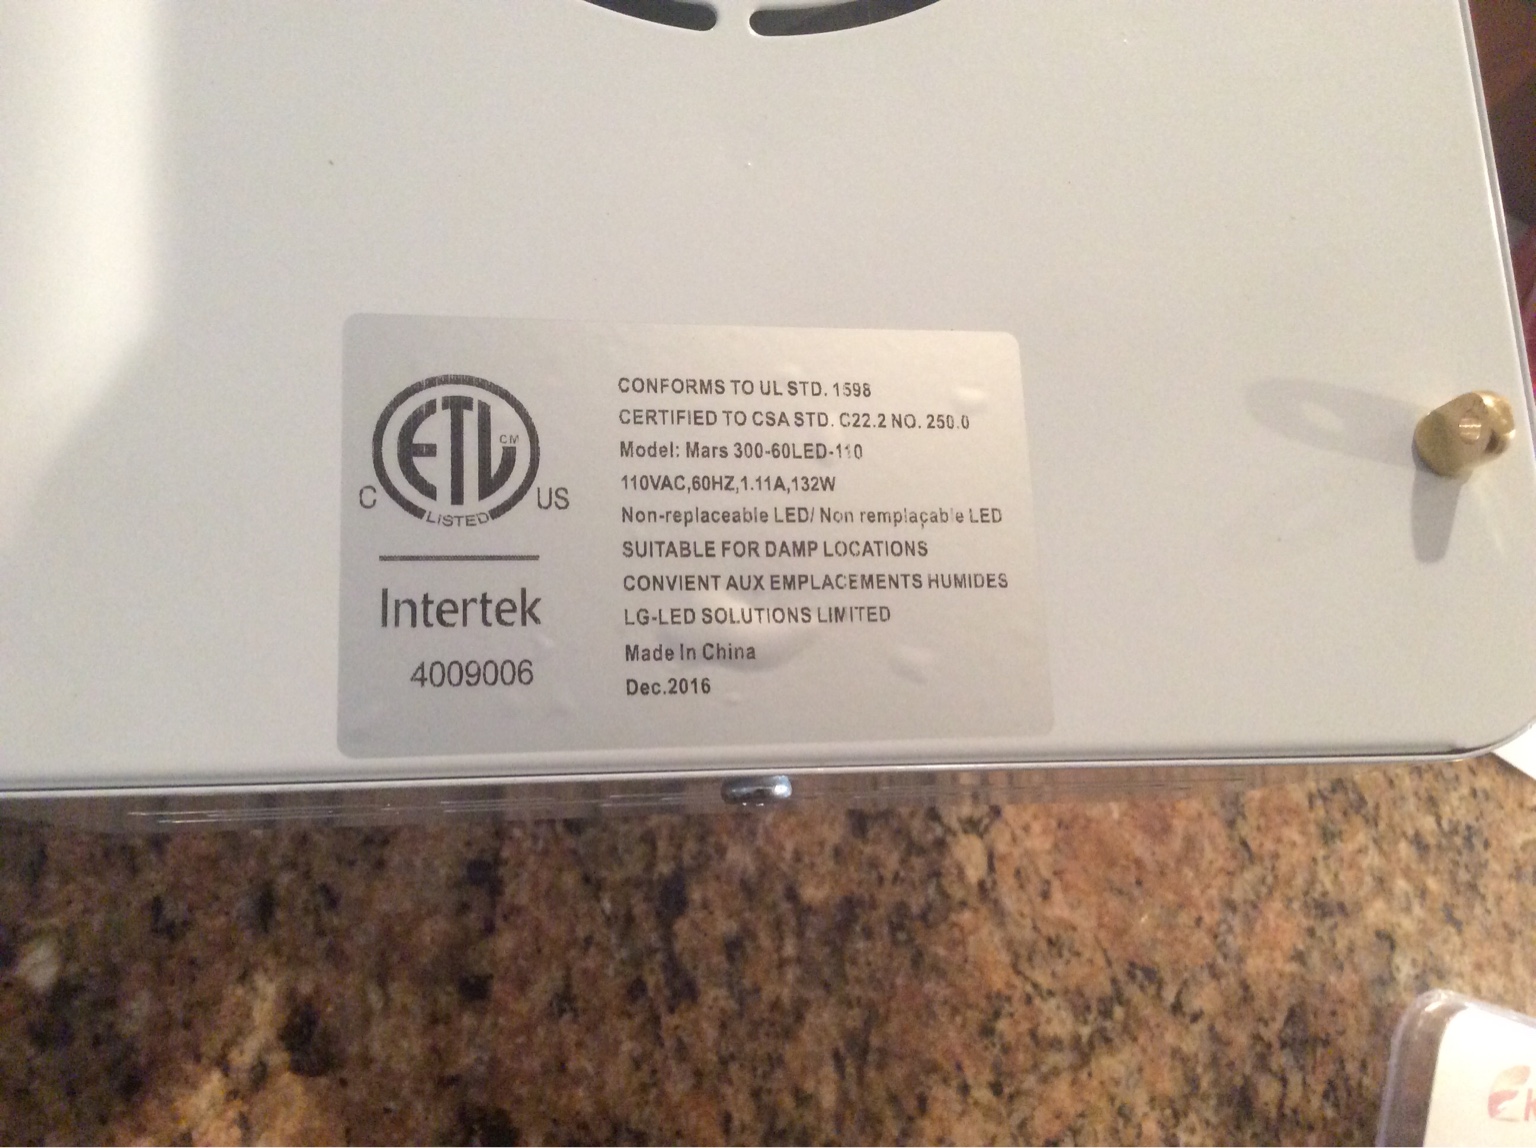 ETL CM
C US
LISTED
Intertek
4009006
CONFORMS TO UL STD. 1598
CERTIFIED TO CSA STD. C22.2 NO. 250.0
Model: Mars 300-60LED-110
110VAC,60HZ,1.11A,132W
Non-replaceable LED/ Non remplaçable LED
SUITABLE FOR DAMP LOCATIONS
CONVIENT AUX EMPLACEMENTS HUMIDES
LG-LED SOLUTIONS LIMITED
Made In China
Dec.2016